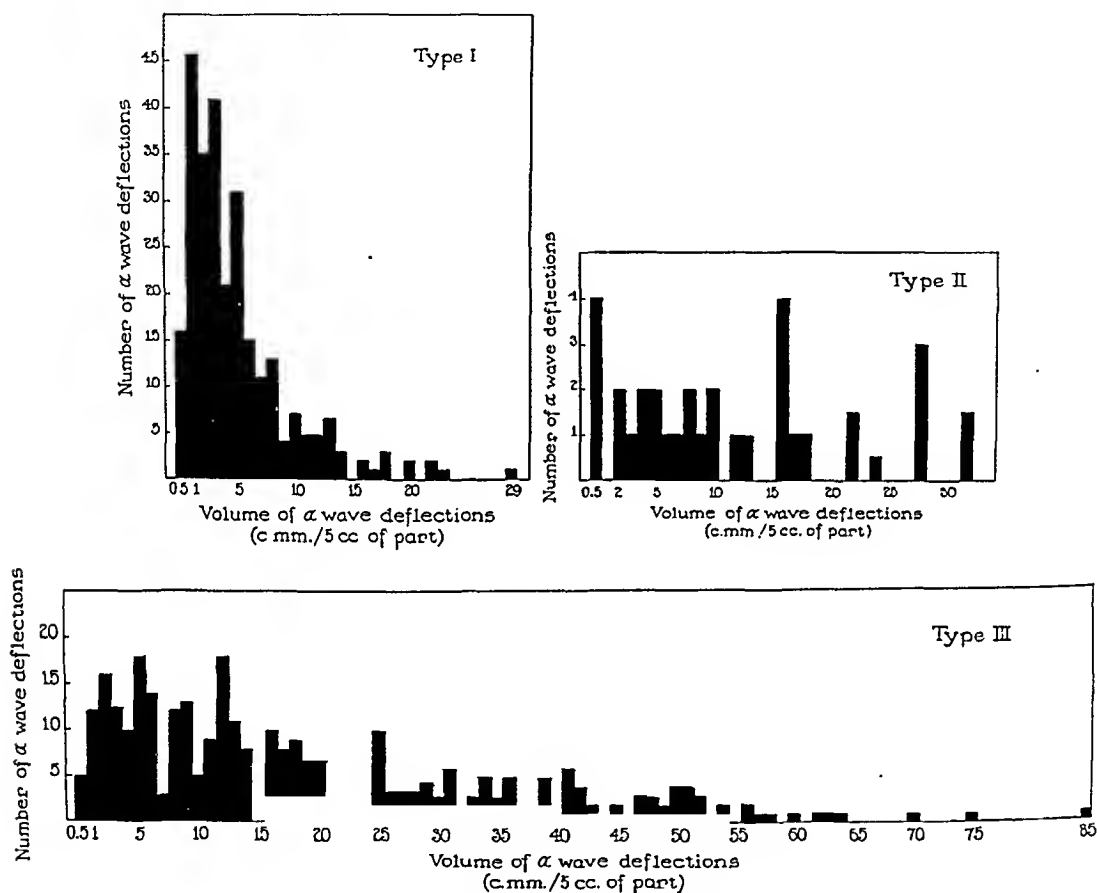 Type I
Number of α wave deflections
45
40
35
30
25
20
15
10
5
0.5 1 5 10 15 20 29
Volume of α wave deflections
(c mm./5 cc of part)
Type II
Number of α wave deflections
4
3
2
1
0.5 2 5 10 15 20 25 30
Volume of α wave deflections
(c.mm/5cc. of part)
Type III
Number of α wave deflections
20
15
10
5
0.5 1 5 10 15 20 25 30 35 40 45 50 55 60 65 70 75 80 85
Volume of α wave deflections
(c.mm./5 cc. of part)